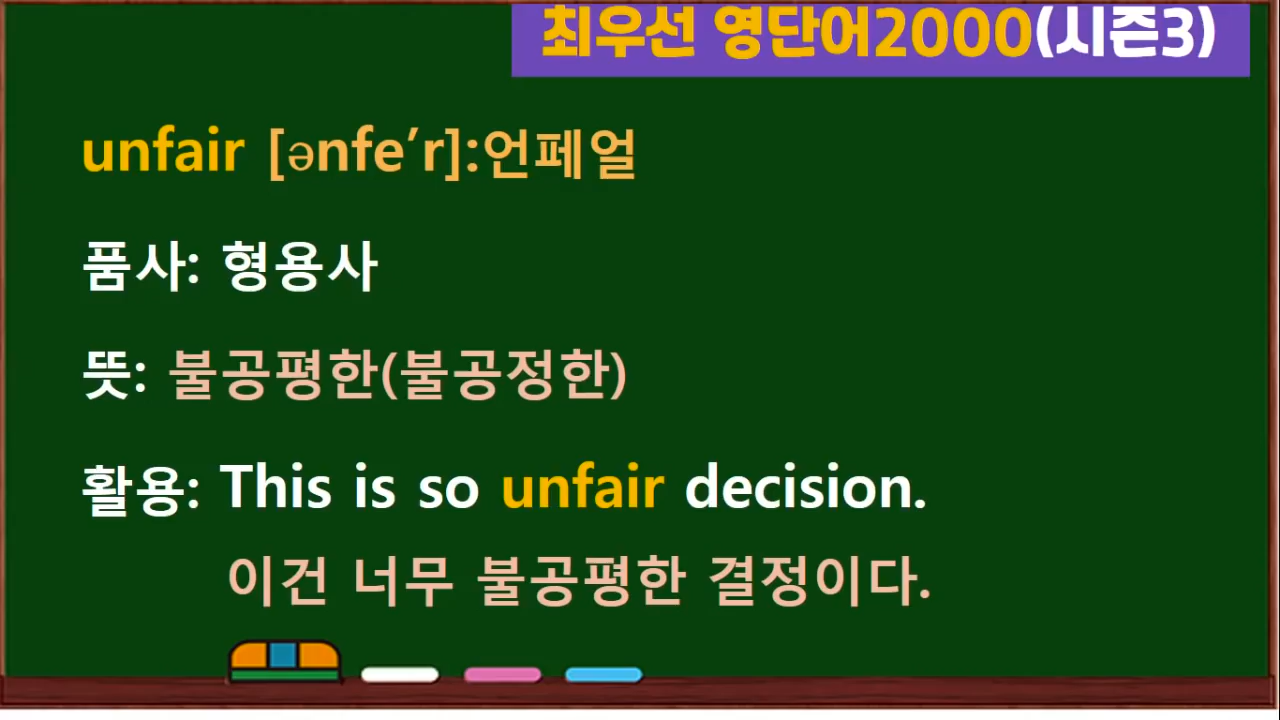 최우선 영단어2000(시즌3)
unfair [ənfe′r]:언페얼
품사: 형용사
뜻: 불공평한(불공정한)
활용: This is so unfair decision.
이건 너무 불공평한 결정이다.